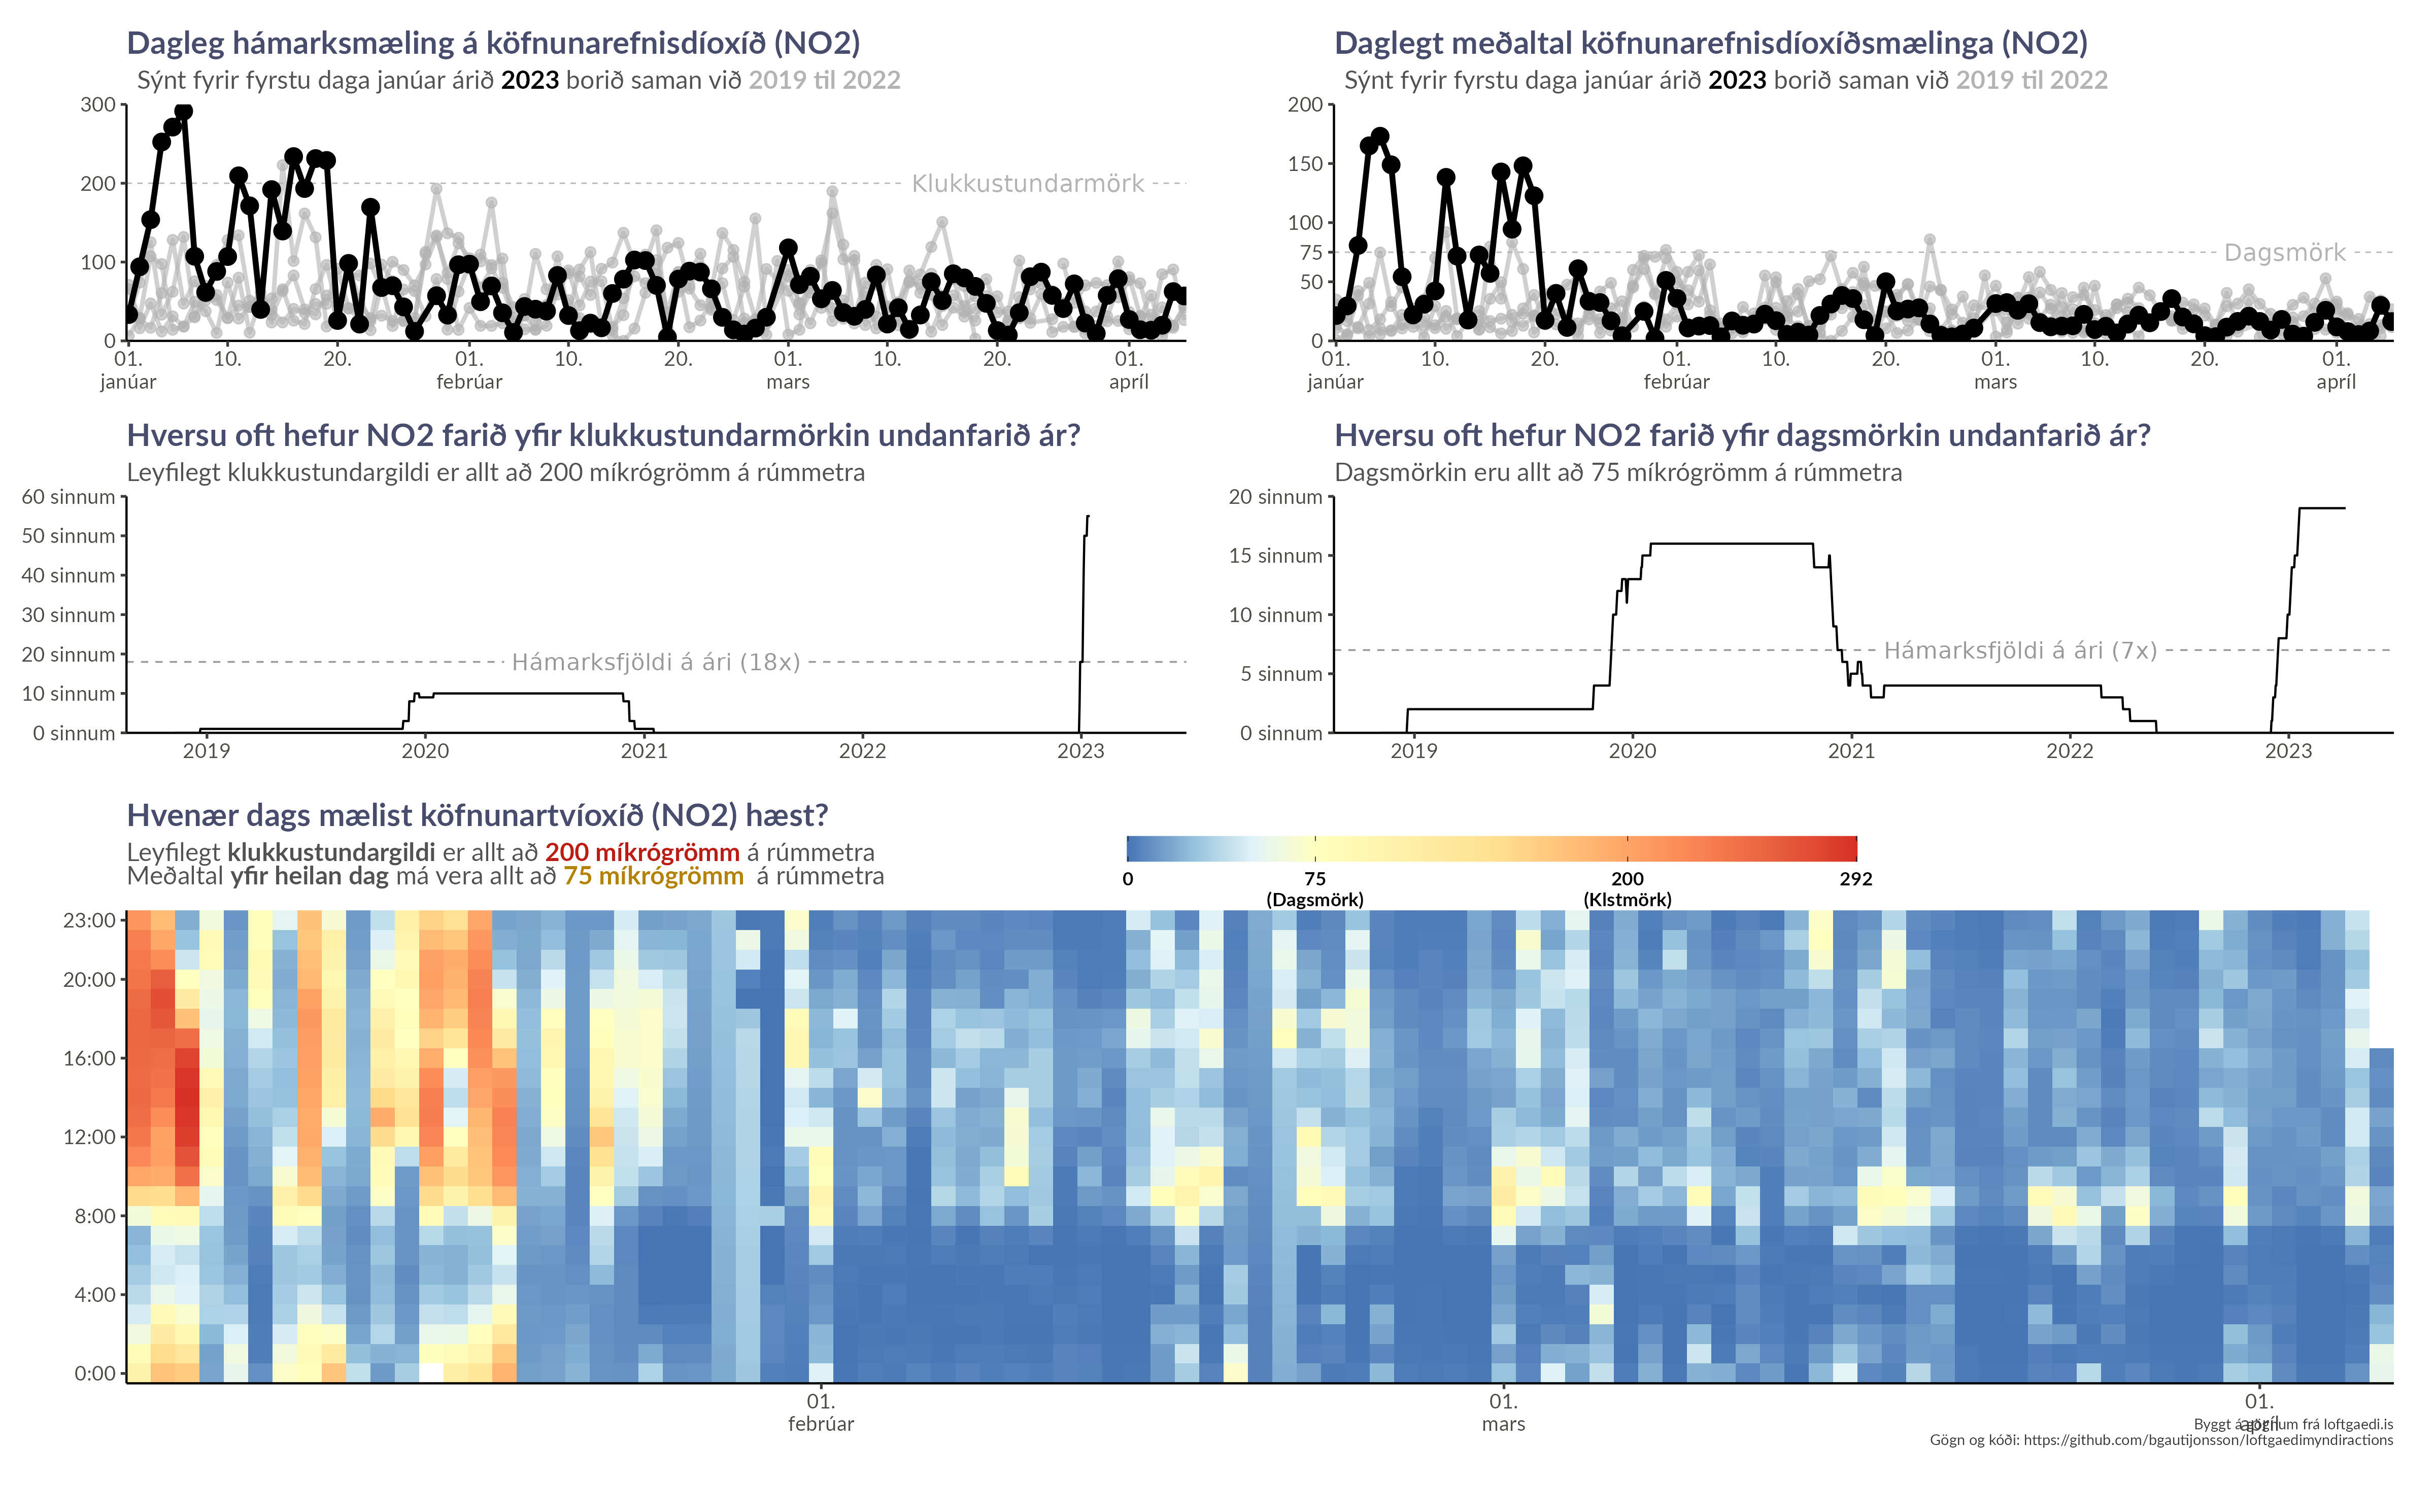 Dagleg hámarksmæling á köfnunarefnisdíoxíð (NO2)
Sýnt fyrir fyrstu daga janúar árið 2023 borið saman við 2019 til 2022
300
200
100
0
Klukkustundarmörk
01. 10. 20. 01. 10. 20. 01. 10. 20. 01.
janúar febrúar mars apríl
Daglegt meðaltal köfnunarefnisdíoxíðsmælinga (NO2)
Sýnt fyrir fyrstu daga janúar árið 2023 borið saman við 2019 til 2022
200
150
100
75
50
0
Dagsmörk
01. 10. 20. 01. 10. 20. 01. 10. 20. 01.
janúar febrúar mars apríl
Hversu oft hefur NO2 farið yfir klukkustundarmörkin undanfarið ár?
Leyfilegt klukkustundargildi er allt að 200 míkrógrömm á rúmmetra
60 sinnum
50 sinnum
40 sinnum
30 sinnum
20 sinnum
10 sinnum
0 sinnum
Hámarksfjöldi á ári (18x)
2019 2020 2021 2022 2023
Hversu oft hefur NO2 farið yfir dagsmörkin undanfarið ár?
Dagsmörkin eru allt að 75 míkrógrömm á rúmmetra
20 sinnum
15 sinnum
10 sinnum
5 sinnum
0 sinnum
Hámarksfjöldi á ári (7x)
2019 2020 2021 2022 2023
Hvenær dags mælist köfnunartvíoxíð (NO2) hæst?
Leyfilegt klukkustundargildi er allt að 200 míkrógrömm á rúmmetra
Meðaltal yfir heilan dag má vera allt að 75 míkrógrömm á rúmmetra
0 75 200 292
(Dagsmörk) (Klstmörk)
23:00
20:00
16:00
12:00
8:00
4:00
0:00
01. 01. 01.
febrúar mars apríl
Byggt á gögnum frá loftgaedi.is
Gögn og kóði: https://github.com/bgautijonsson/loftgaedimyndiractions